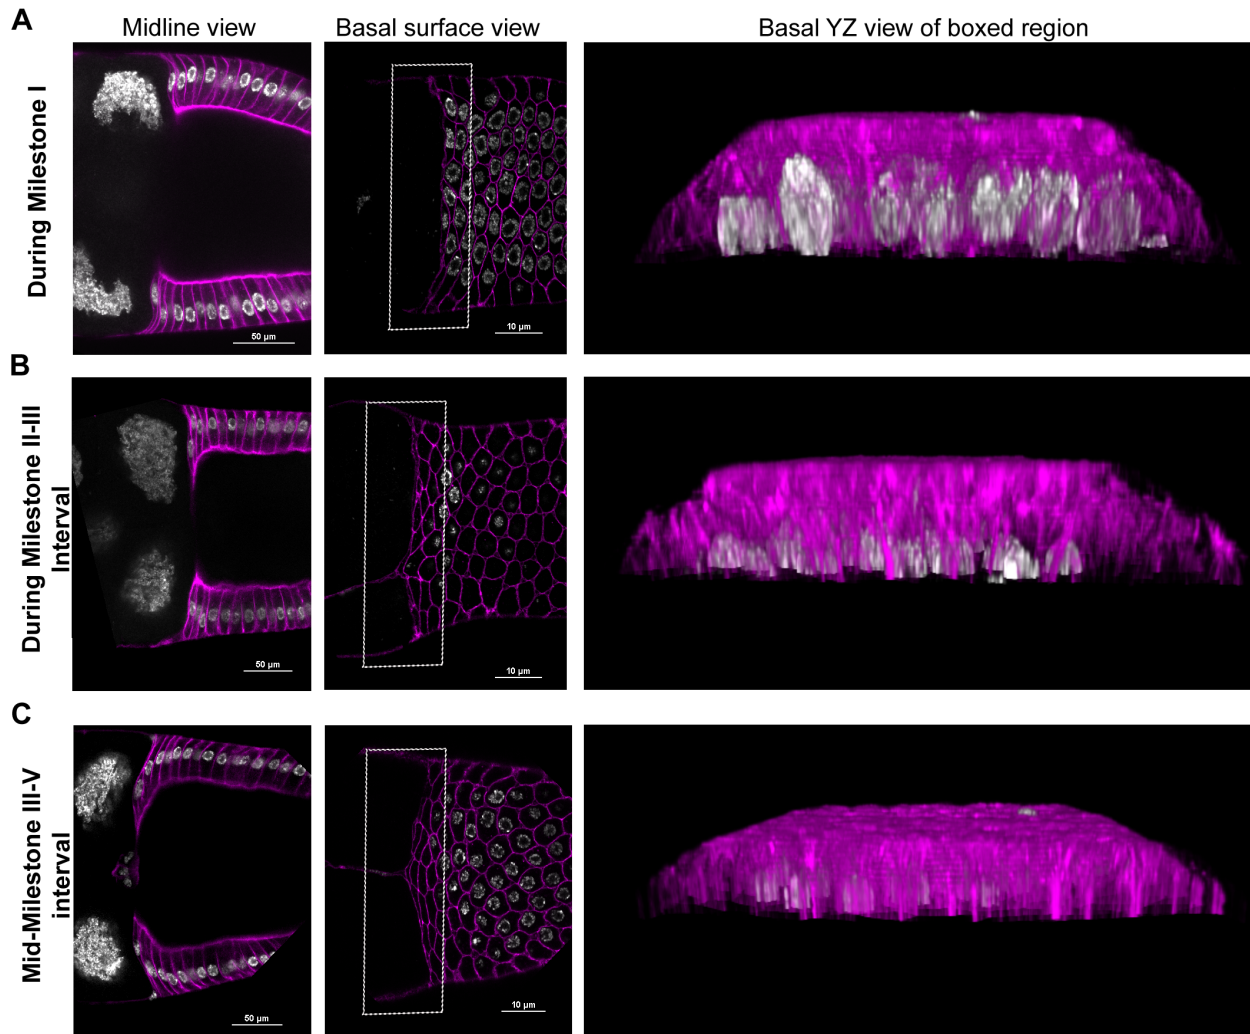 A
Midline view
Basal surface view
Basal YZ view of boxed region
During Milestone I
50 µm
10 µm
B
During Milestone II-III
Interval
50 µm
10 µm
C
Mid-Milestone III-V
interval
50 µm
10 µm